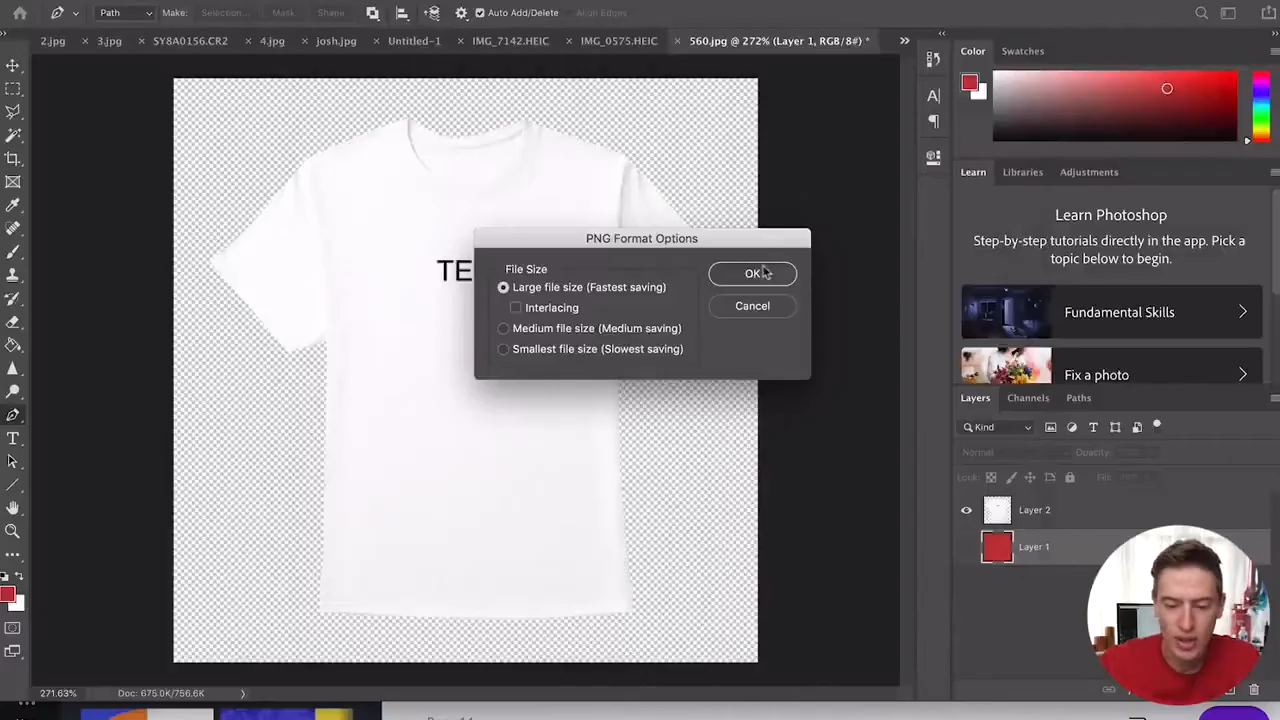 Path
Make: Selection... Mask Shape
Auto Add/Delete
Align Edges
2.jpg
3.jpg
SY8A0156.CR2
4.jpg
josh.jpg
Untitled-1
IMG_7142.HEIC
IMG_0575.HEIC
560.jpg @ 272% (Layer 1, RGB/8#) *
Color Swatches
Learn Libraries Adjustments
Learn Photoshop
Step-by-step tutorials directly in the app. Pick a
topic below to begin.
Fundamental Skills
Fix a photo
TE
PNG Format Options
File Size
Large file size (Fastest saving)
Interlacing
Medium file size (Medium saving)
Smallest file size (Slowest saving)
OK
Cancel
Layers Channels Paths
Kind
Normal Opacity:
Lock: Fill:
Layer 2
Layer 1
271.63% Doc: 675.0K/756.6K